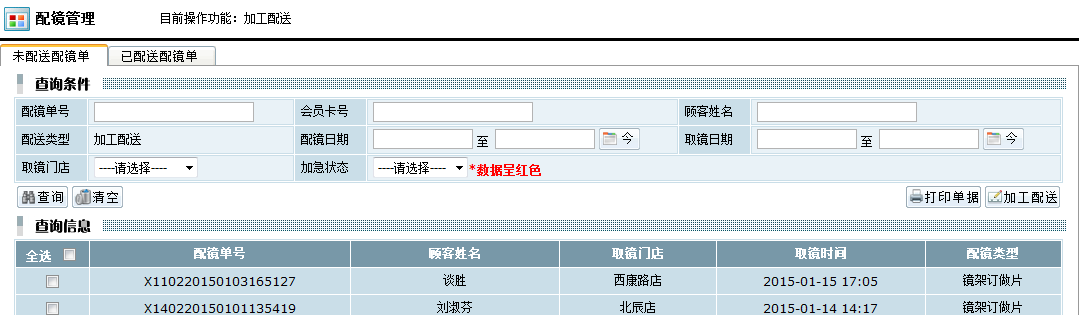 配镜管理 目前操作功能：加工配送
未配送配镜单 已配送配镜单
查询条件
配镜单号 会员卡号 顾客姓名
配送类型 加工配送 配镜日期 至 今 取镜日期 至 今
取镜门店 ----请选择---- 加急状态 ----请选择---- *数据呈红色
查询 清空 打印单据 加工配送
查询信息
全选 配镜单号 顾客姓名 取镜门店 取镜时间 配镜类型
X110220150103165127 谈胜 西康路店 2015-01-15 17:05 镜架订做片
X140220150101135419 刘淑芬 北辰店 2015-01-14 14:17 镜架订做片